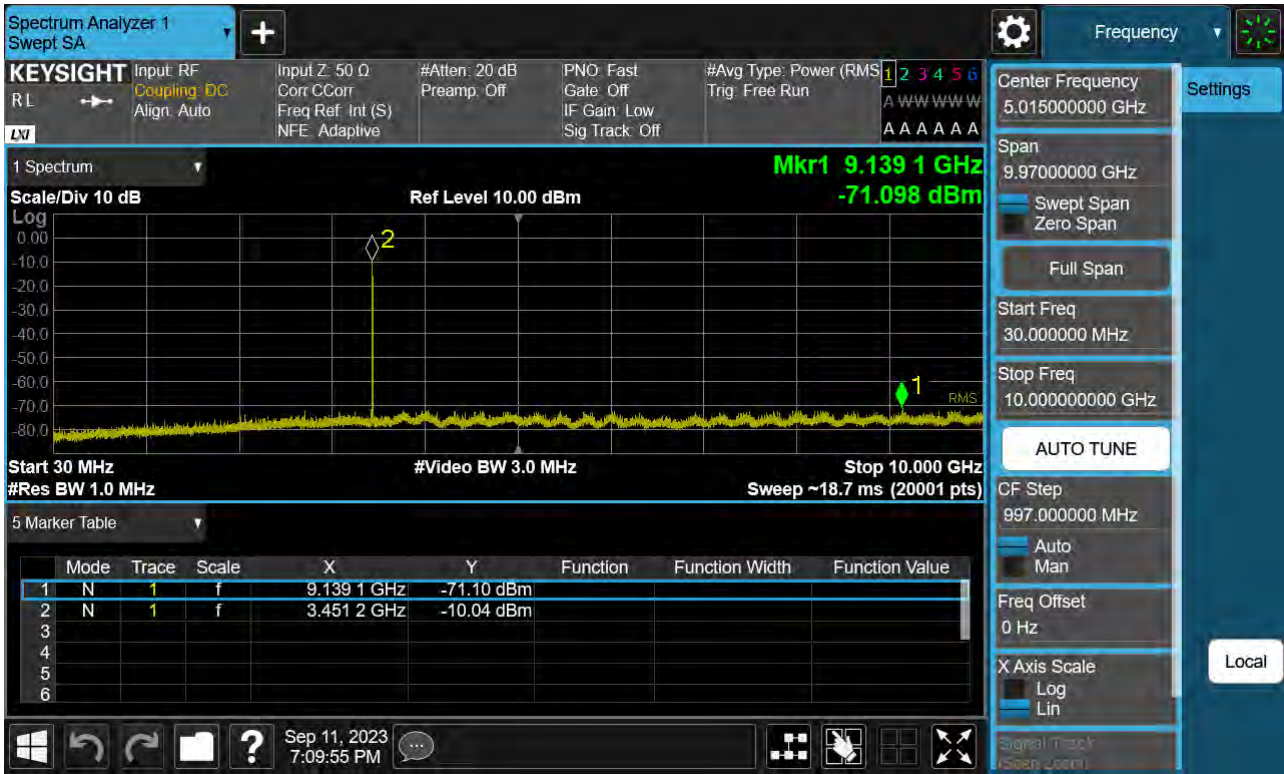 Spectrum Analyzer 1
Swept SA
+
Frequency
KEYSIGHT
RL
LXI
Input: RF
Coupling: DC
Align: Auto
Input Z: 50 Ω
Corr CCorr
Freq Ref: Int (S)
NFE: Adaptive
#Atten: 20 dB
Preamp: Off
PNO: Fast
Gate: Off
IF Gain: Low
Sig Track: Off
#Avg Type: Power (RMS
Trig: Free Run
1 2 3 4 5 6
A W W W W W
A A A A A A
1 Spectrum
Scale/Div 10 dB
Ref Level 10.00 dBm
Mkr1 9.139 1 GHz
-71.098 dBm
Log
0.00
-10.0
-20.0
-30.0
-40.0
-50.0
-60.0
-70.0
-80.0
2
1
RMS
Start 30 MHz
#Video BW 3.0 MHz
Stop 10.000 GHz
#Res BW 1.0 MHz
Sweep ~18.7 ms (20001 pts)
5 Marker Table
Mode Trace Scale X Y Function Function Width Function Value
1 N 1 f 9.139 1 GHz -71.10 dBm
2 N 1 f 3.451 2 GHz -10.04 dBm
3
4
5
6
Sep 11, 2023
7:09:55 PM
?
Center Frequency
5.015000000 GHz
Span
9.97000000 GHz
Swept Span
Zero Span
Full Span
Start Freq
30.000000 MHz
Stop Freq
10.000000000 GHz
AUTO TUNE
CF Step
997.000000 MHz
Auto
Man
Freq Offset
0 Hz
X Axis Scale
Log
Lin
Signal Track
(Span Zoom)
Settings
Local